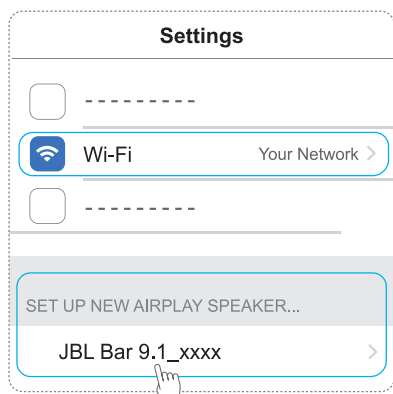 Settings
- - - - - - - - -
Wi-Fi Your Network >
- - - - - - - - -
SET UP NEW AIRPLAY SPEAKER...
JBL Bar 9.1_xxxx >